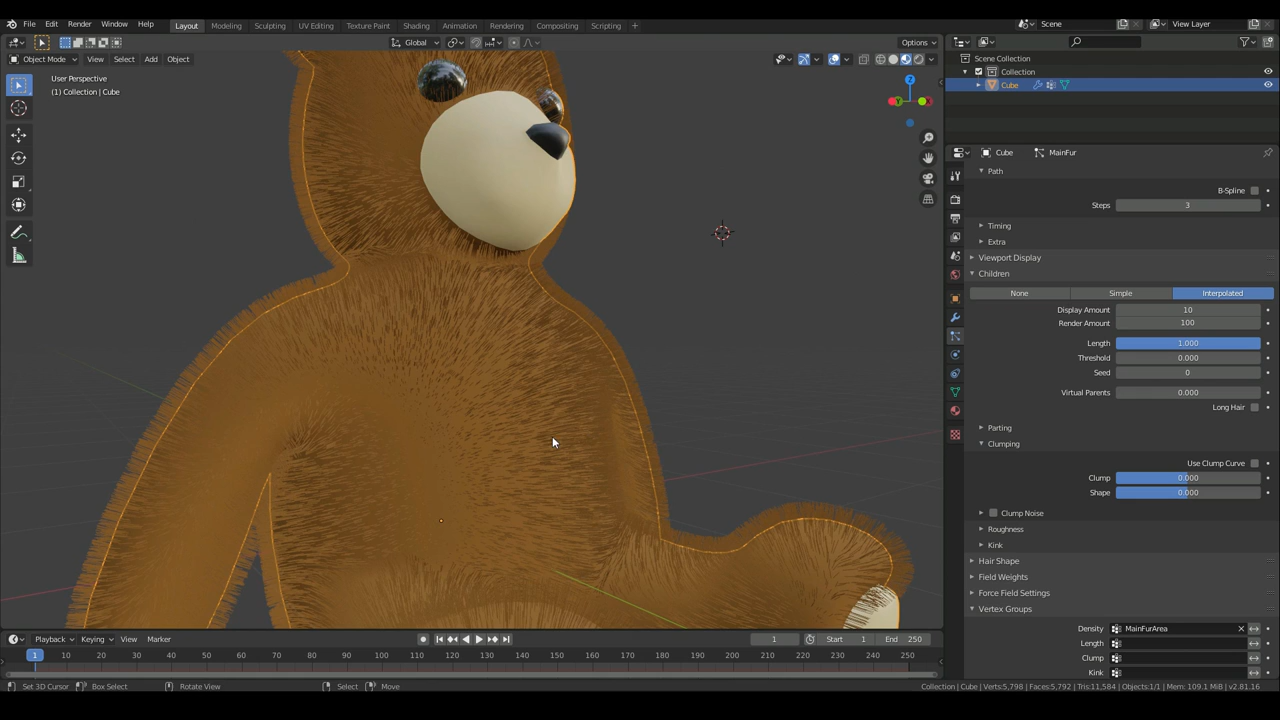 File Edit Render Window Help Layout Modeling Sculpting UV Editing Texture Paint Shading Animation Rendering Compositing Scripting + Scene View Layer
Global Options
Object Mode View Select Add Object
Scene Collection
Collection
Cube
User Perspective
(1) Collection | Cube
Z
Y
X
Cube MainFur
Path
B-Spline
Steps 3
Timing
Extra
Viewport Display
Children
None Simple Interpolated
Display Amount 10
Render Amount 100
Length 1.000
Threshold 0.000
Seed 0
Virtual Parents 0.000
Long Hair
Parting
Clumping
Use Clump Curve
Clump 0.000
Shape 0.000
Clump Noise
Roughness
Kink
Hair Shape
Field Weights
Force Field Settings
Vertex Groups
Density MainFurArea
Length
Clump
Kink
Playback Keying View Marker 1 Start 1 End 250
1 10 20 30 40 50 60 70 80 90 100 110 120 130 140 150 160 170 180 190 200 210 220 230 240 250
Set 3D Cursor Box Select Rotate View Select Move Collection | Cube | Verts:5,798 | Faces:5,792 | Tris:11,584 | Objects:1/1 | Mem: 109.1 MiB | v2.81.16